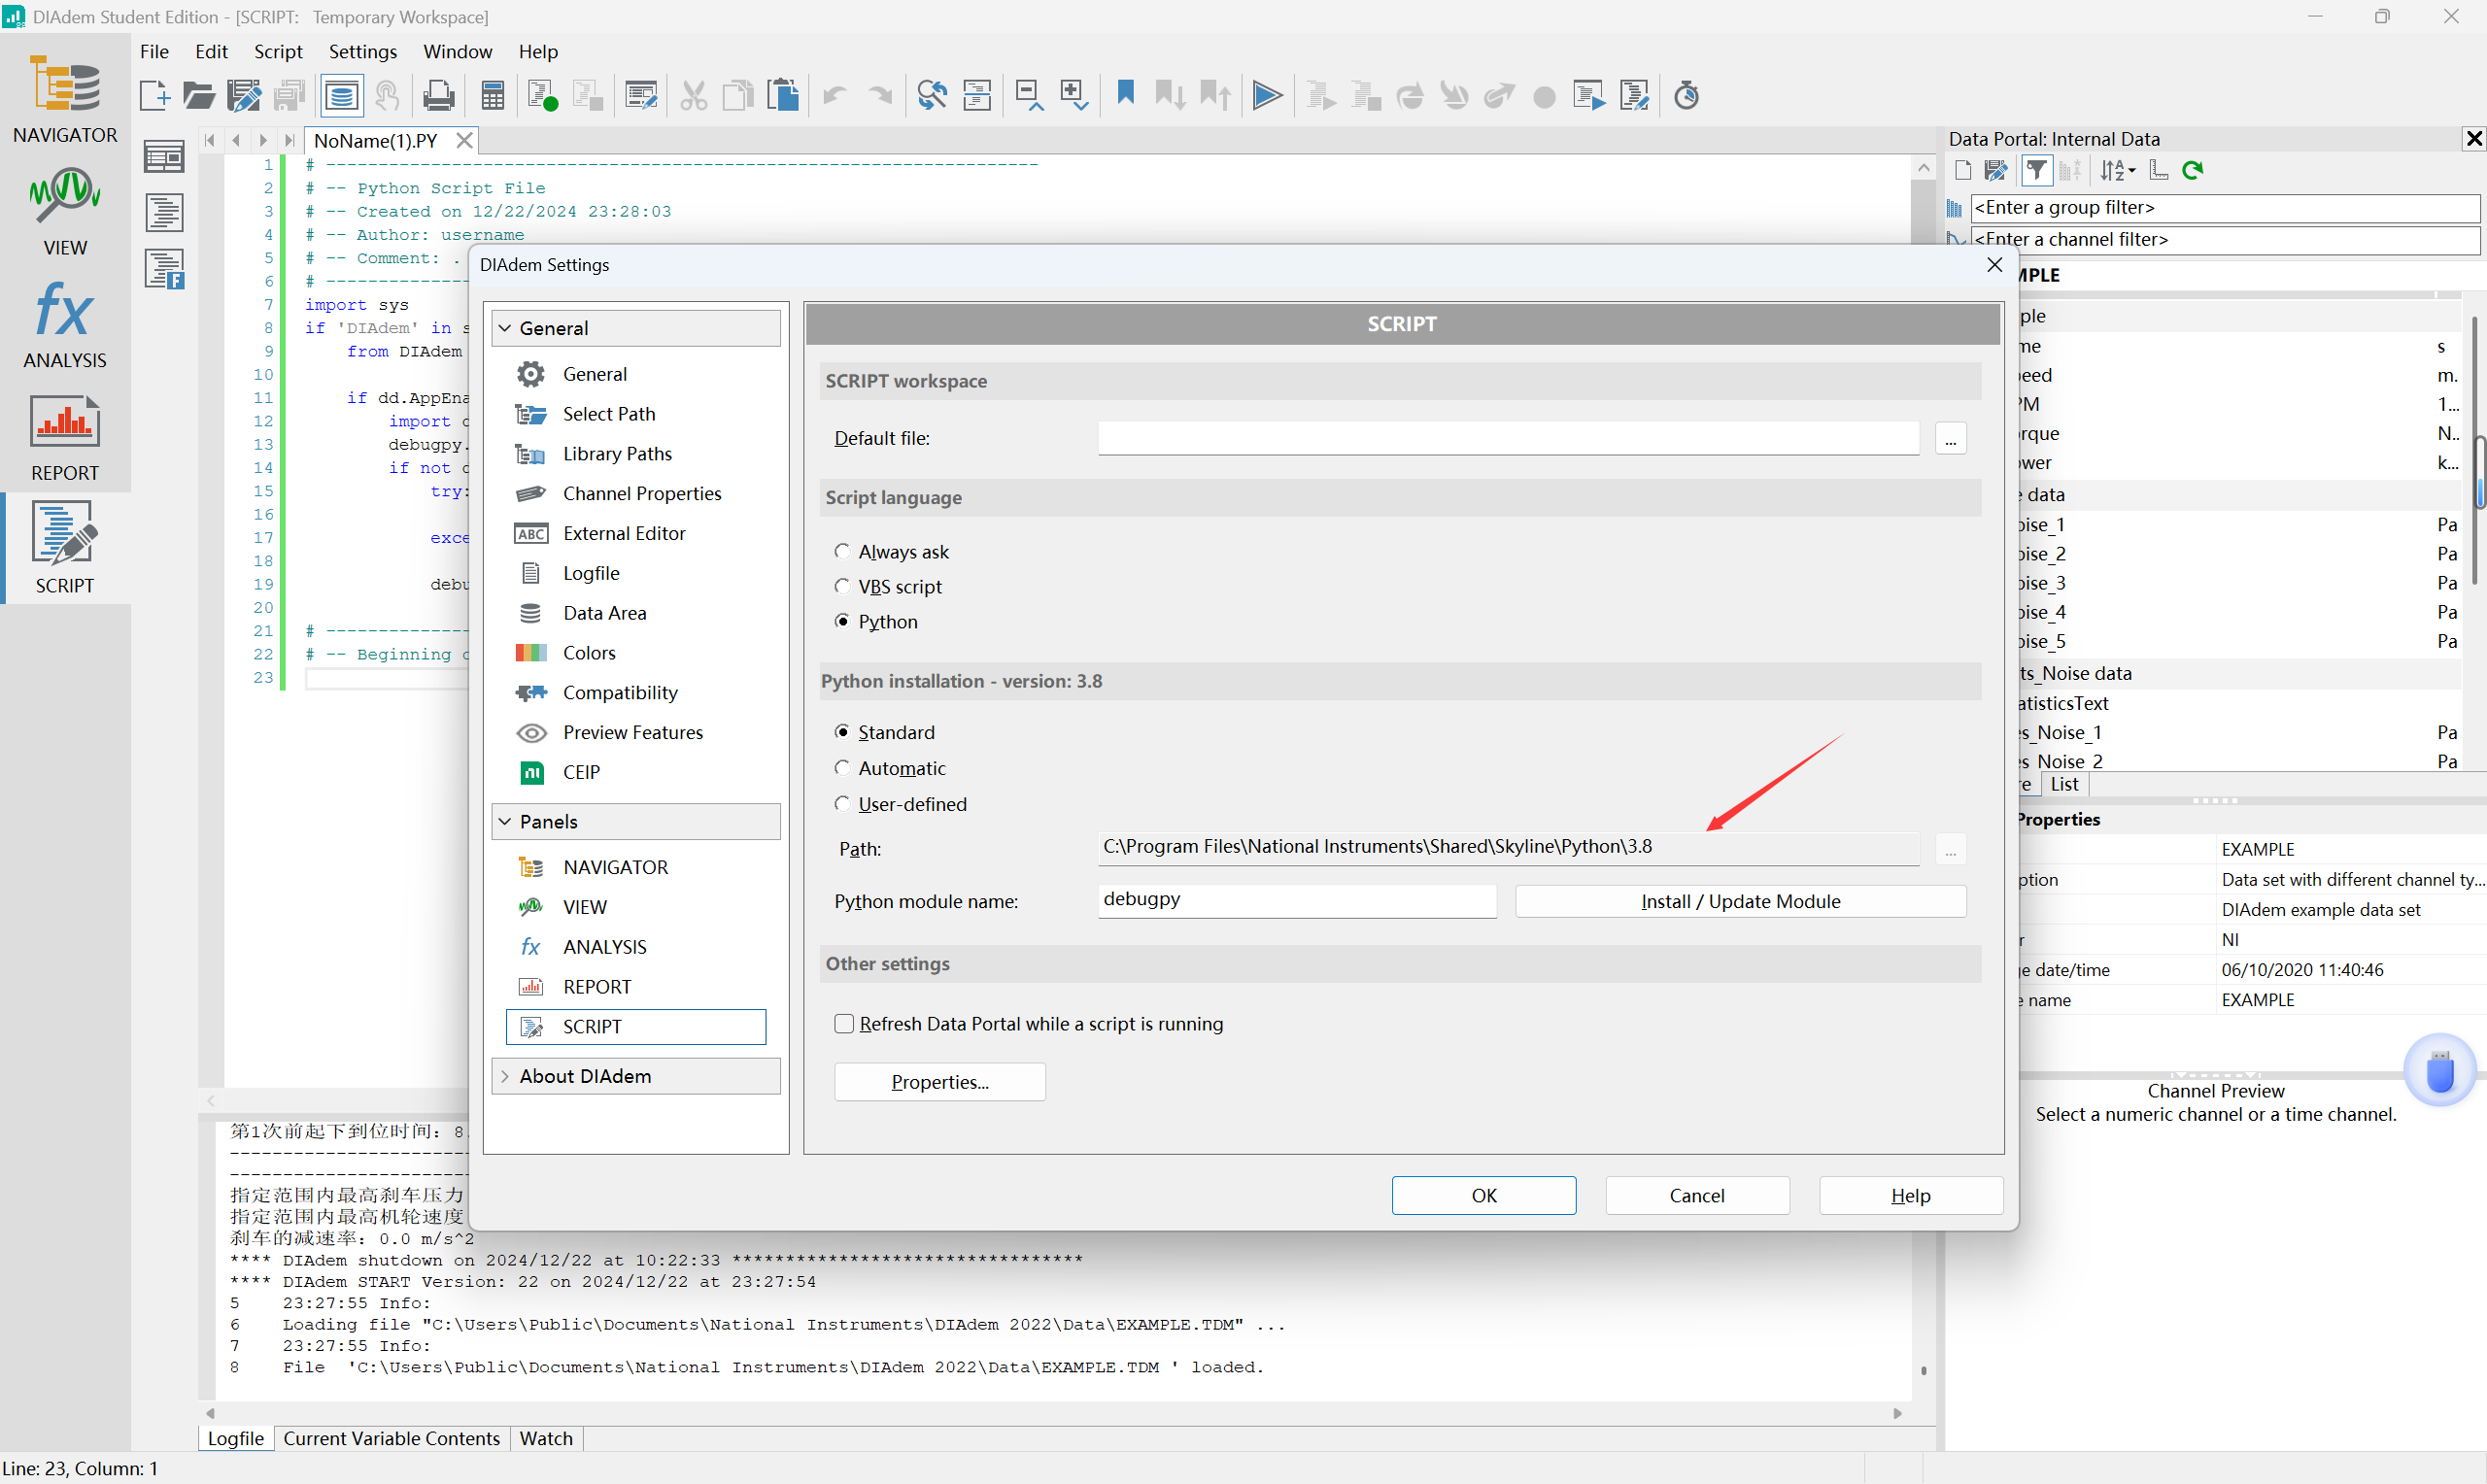 DIAdem Student Edition - [SCRIPT:   Temporary Workspace]
File Edit Script Settings Window Help
NAVIGATOR
VIEW
ANALYSIS
REPORT
SCRIPT
NoName(1).PY
1 # --------------------------------------------------------------------
2 # -- Python Script File
3 # -- Created on 12/22/2024 23:28:03
4 # -- Author: username
5 # -- Comment: .
6 # --------------
7 import sys
8 if 'DIAdem' in s
9 from DIAdem
10
11 if dd.AppEna
12 import
13 debugpy.
14 if not
15 try:
16
17 exce
18
19 debu
20
21 # --------------
22 # -- Beginning
23
DIAdem Settings
General
General
Select Path
Library Paths
Channel Properties
External Editor
Logfile
Data Area
Colors
Compatibility
Preview Features
CEIP
Panels
NAVIGATOR
VIEW
ANALYSIS
REPORT
SCRIPT
About DIAdem
SCRIPT
SCRIPT workspace
Default file:
...
Script language
Always ask
VBS script
Python
Python installation - version: 3.8
Standard
Automatic
User-defined
Path: C:\Program Files\National Instruments\Shared\Skyline\Python\3.8 ...
Python module name: debugpy Install / Update Module
Other settings
Refresh Data Portal while a script is running
Properties...
OK Cancel Help
Data Portal: Internal Data
<Enter a group filter>
<Enter a channel filter>
MPLE
ple
me s
eed m.
PM 1...
rque N..
wer k...
e data
oise_1 Pa
oise_2 Pa
oise_3 Pa
oise_4 Pa
oise_5 Pa
ts_Noise data
atisticsText
es_Noise_1 Pa
es_Noise_2 Pa
re List
Properties
EXAMPLE
ption Data set with different channel ty...
DIAdem example data set
r NI
ge date/time 06/10/2020 11:40:46
e name EXAMPLE
Channel Preview
Select a numeric channel or a time channel.
第1次前起下到位时间: 8.
-----------------------
-----------------------
指定范围内最高刹车压力
指定范围内最高机轮速度
刹车的减速率: 0.0 m/s^2
**** DIAdem shutdown on 2024/12/22 at 10:22:33 *********************************
**** DIAdem START Version: 22 on 2024/12/22 at 23:27:54
5 23:27:55 Info:
6 Loading file "C:\Users\Public\Documents\National Instruments\DIAdem 2022\Data\EXAMPLE.TDM" ...
7 23:27:55 Info:
8 File 'C:\Users\Public\Documents\National Instruments\DIAdem 2022\Data\EXAMPLE.TDM ' loaded.
Logfile Current Variable Contents Watch
Line: 23, Column: 1